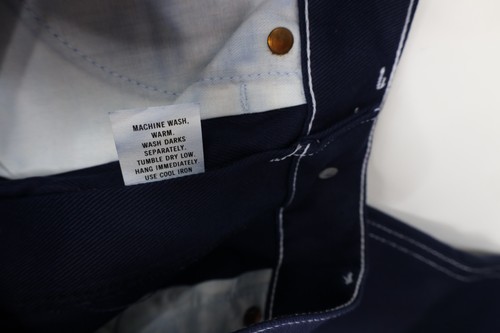 MACHINE WASH.
WARM.
WASH DARKS
SEPARATELY.
TUMBLE DRY LOW.
HANG IMMEDIATELY
USE COOL IRON